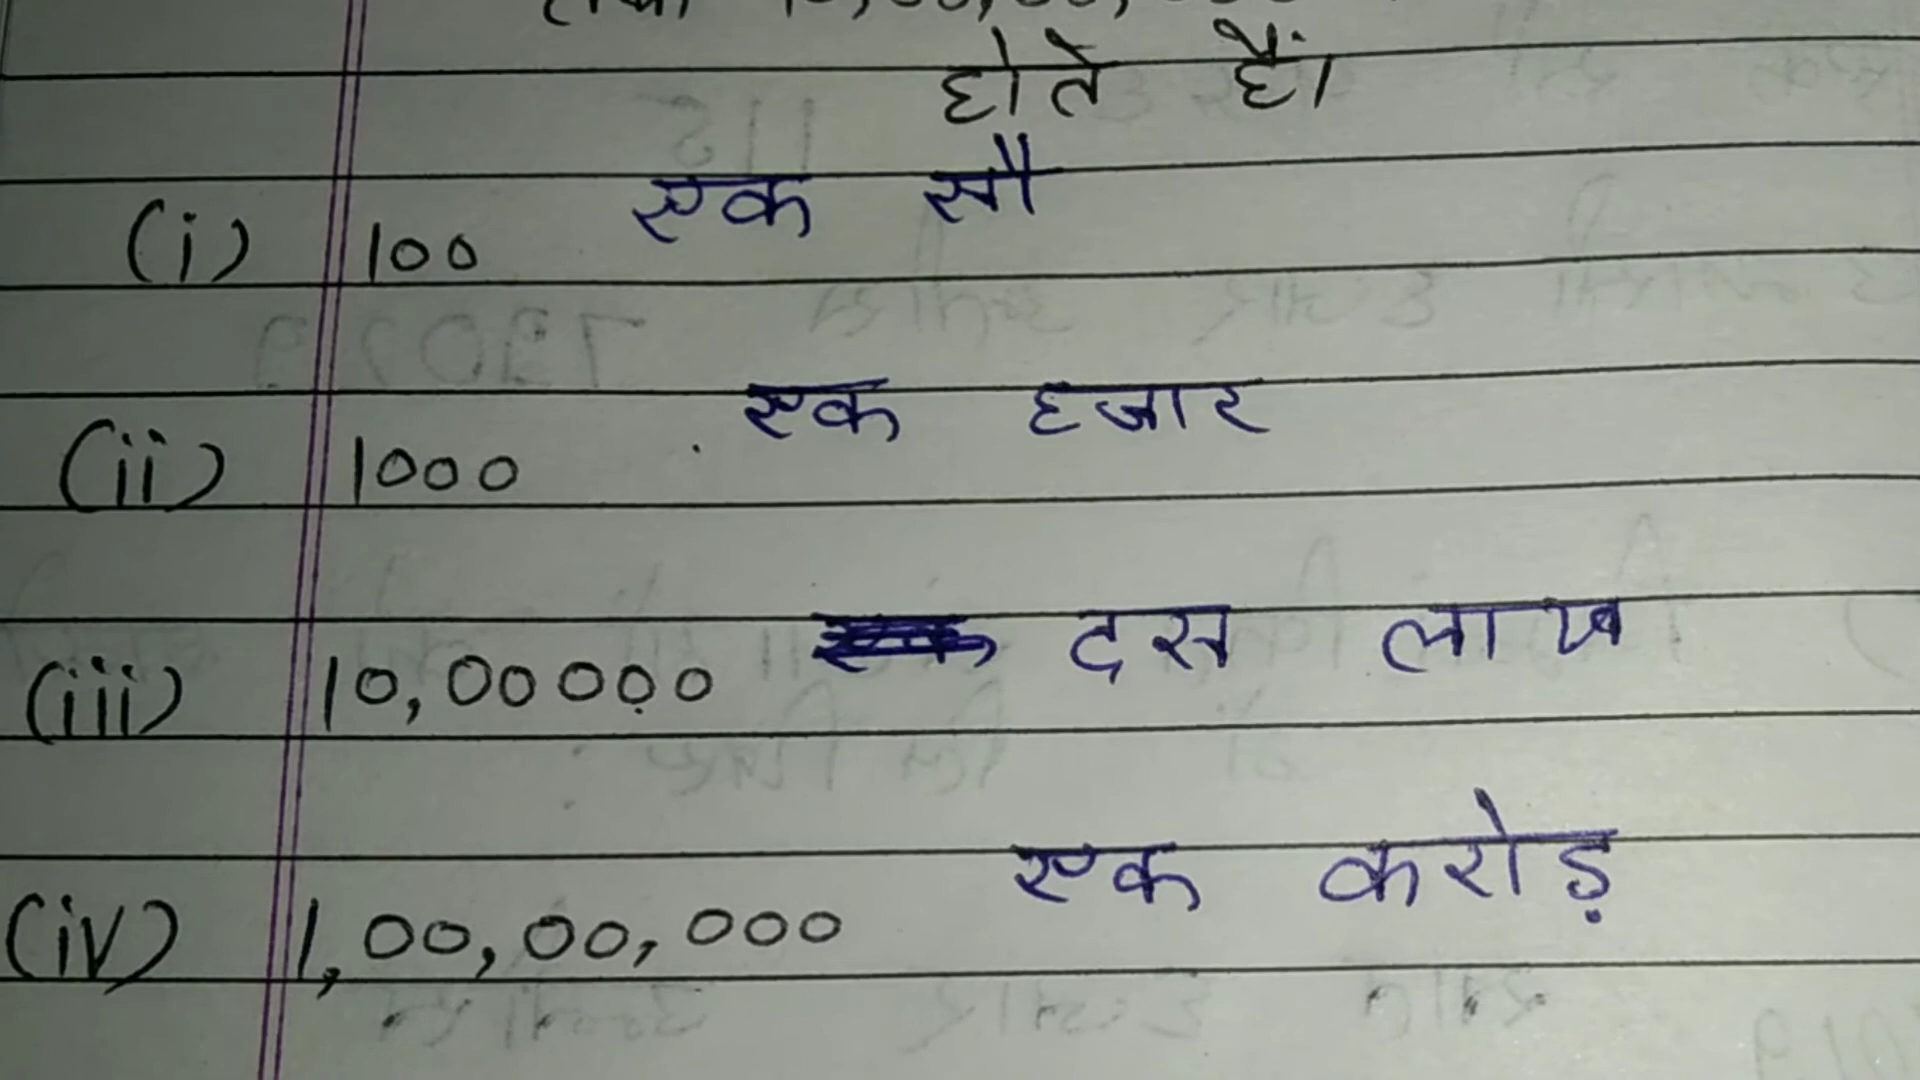 होते हैं।
(i) 100 एक सौ
(ii) 1000 एक हजार
(iii) 10,00000 दस लाख
(iv) 1,00,00,000 एक करोड़